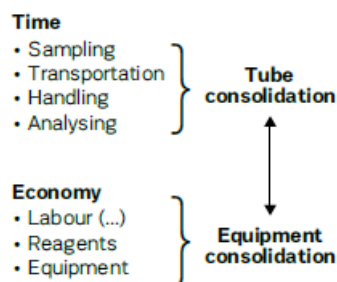 Time
• Sampling
• Transportation
• Handling
• Analysing
Tube
consolidation
Economy
• Labour (...)
• Reagents
• Equipment
Equipment
consolidation